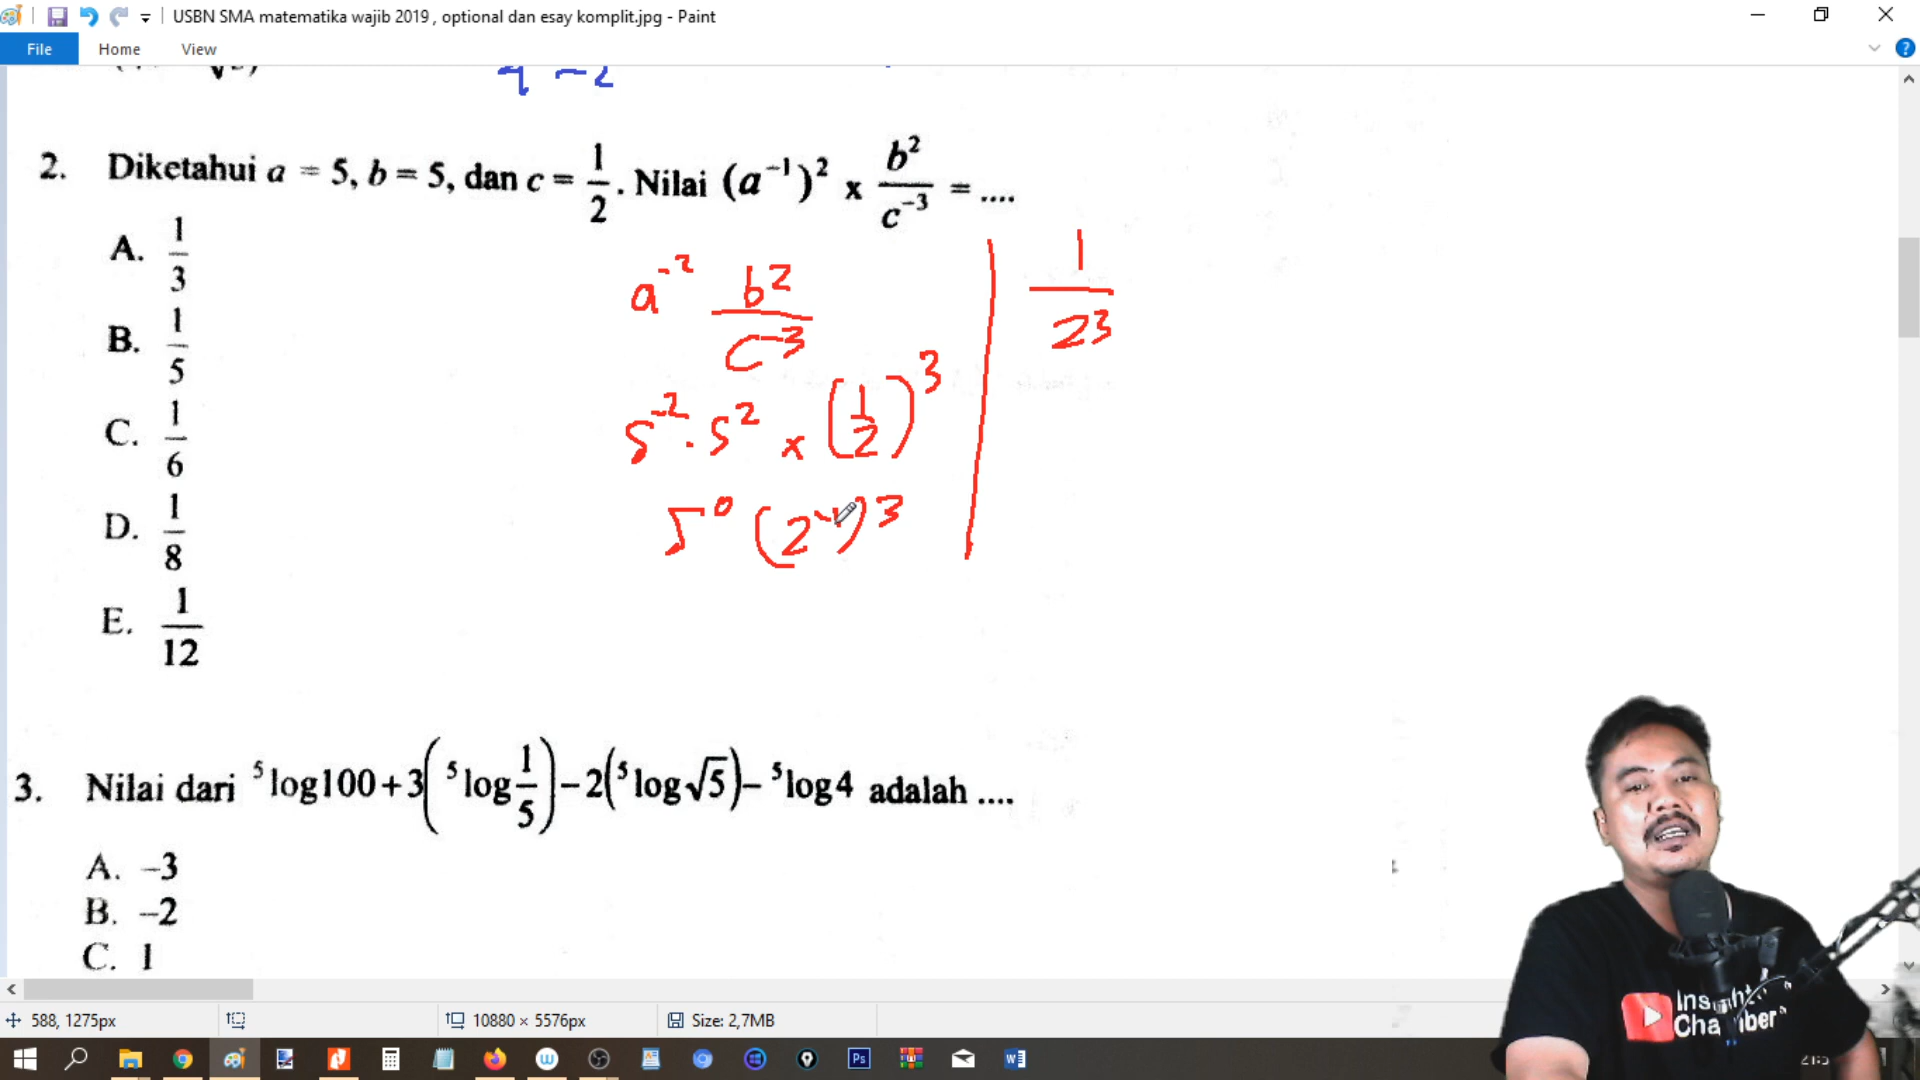 USBN SMA matematika wajib 2019 , optional dan esay komplit.jpg - Paint
File Home View
4 - 2
2. Diketahui a = 5, b = 5, dan c = 1/2. Nilai (a⁻¹)² x b²/c⁻³ = ....
A. 1/3
B. 1/5
C. 1/6
D. 1/8
E. 1/12
a⁻² b²/c⁻³
5⁻² · 5² x (1/2)³
5⁰ (2⁻¹)³
1/2³
3. Nilai dari ⁵log100+3(⁵log 1/5)–2(⁵log√5)–⁵log4 adalah ....
A. –3
B. –2
C. 1
588, 1275px
10880 × 5576px
Size: 2,7MB